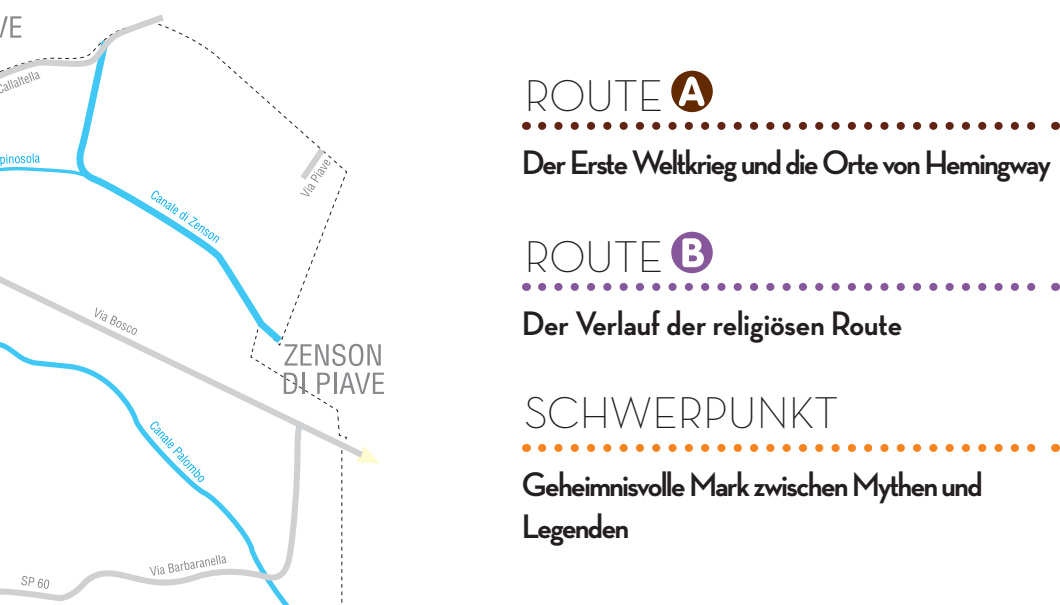 VE
Callaltella
pinosola
Via Piave
Canale di Zenson
Via Bosco
ZENSON
DI PIAVE
Canale Palombo
Via Barbaranella
SP 60
ROUTE A
Der Erste Weltkrieg und die Orte von Hemingway
ROUTE B
Der Verlauf der religiösen Route
SCHWERPUNKT
Geheimnisvolle Mark zwischen Mythen und
Legenden